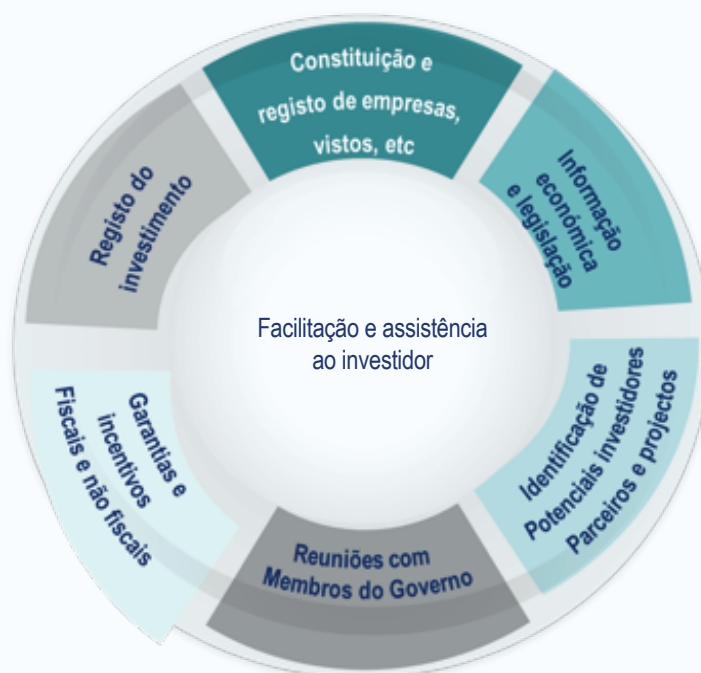 Constituição e
registo de empresas,
vistos, etc
Informação
económica
e legislação
Identificação de
Potenciais investidores
Parceiros e projectos
Reuniões com
Membros do Governo
Garantias e
incentivos
Fiscais e não fiscais
Registo do
investimento
Facilitação e assistência
ao investidor